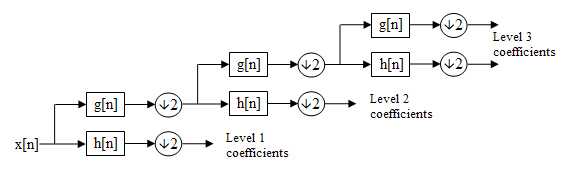 g[n] ↓2
Level 3
coefficients
g[n] ↓2 h[n] ↓2
g[n] ↓2 h[n] ↓2 Level 2
coefficients
x[n] h[n] ↓2 Level 1
coefficients